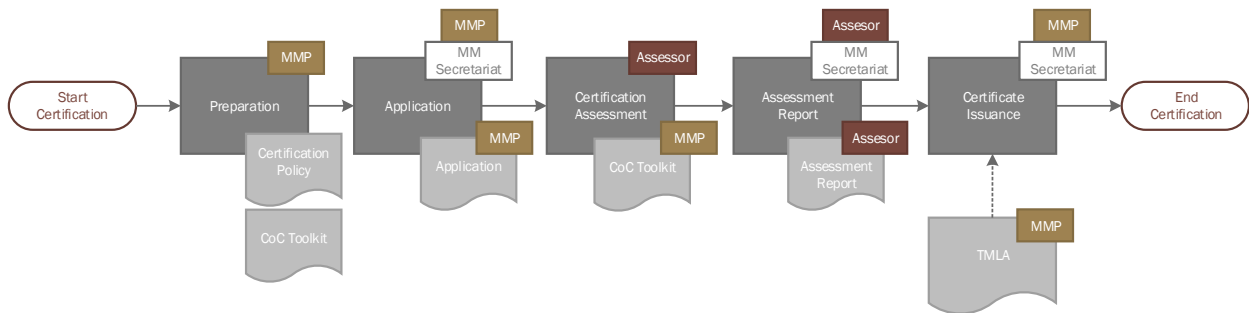 Start
Certification
MMP
Preparation
Certification
Policy
CoC Toolkit
MMP
MM
Secretariat
Application
MMP
Application
Assessor
Certification
Assessment
MMP
CoC Toolkit
Assesor
MM
Secretariat
Assessment
Report
Assesor
Assessment
Report
MMP
MM
Secretariat
Certificate
Issuance
MMP
TMLA
End
Certification